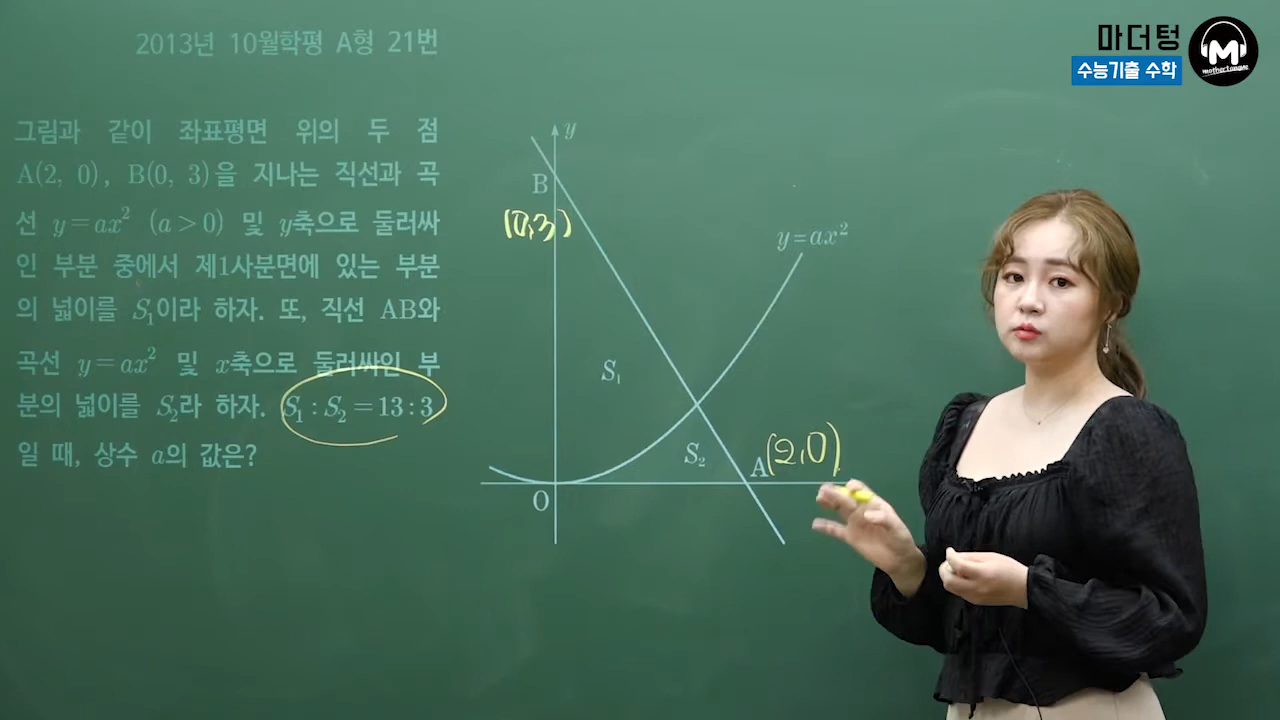 2013년 10월학평 A형 21번
마더텅
수능기출 수학
M
mothertongue
그림과 같이 좌표평면 위의 두 점
A(2, 0), B(0, 3)을 지나는 직선과 곡
선 y=ax² (a>0) 및 y축으로 둘러싸
인 부분 중에서 제1사분면에 있는 부분
의 넓이를 S₁이라 하자. 또, 직선 AB와
곡선 y=ax² 및 x축으로 둘러싸인 부
분의 넓이를 S₂라 하자. S₁ : S₂ = 13 : 3
일 때, 상수 a의 값은?
y
B
(0,3)
y=ax²
S₁
S₂
A
(2,0)
O